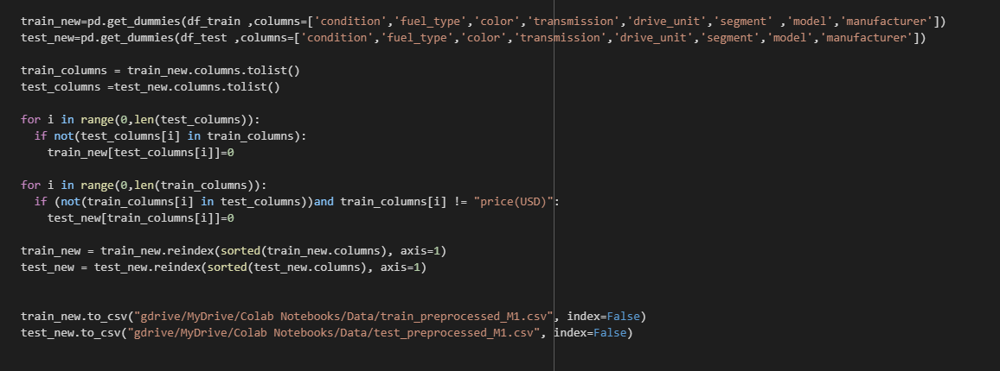 train_new=pd.get_dummies(df_train ,columns=['condition','fuel_type','color','transmission','drive_unit','segment' ,'model','manufacturer'])
test_new=pd.get_dummies(df_test ,columns=['condition','fuel_type','color','transmission','drive_unit','segment','model','manufacturer'])
train_columns = train_new.columns.tolist()
test_columns =test_new.columns.tolist()
for i in range(0,len(test_columns)):
  if not(test_columns[i] in train_columns):
    train_new[test_columns[i]]=0
for i in range(0,len(train_columns)):
  if (not(train_columns[i] in test_columns))and train_columns[i] != "price(USD)":
    test_new[train_columns[i]]=0
train_new = train_new.reindex(sorted(train_new.columns), axis=1)
test_new = test_new.reindex(sorted(test_new.columns), axis=1)
train_new.to_csv("gdrive/MyDrive/Colab Notebooks/Data/train_preprocessed_M1.csv", index=False)
test_new.to_csv("gdrive/MyDrive/Colab Notebooks/Data/test_preprocessed_M1.csv", index=False)